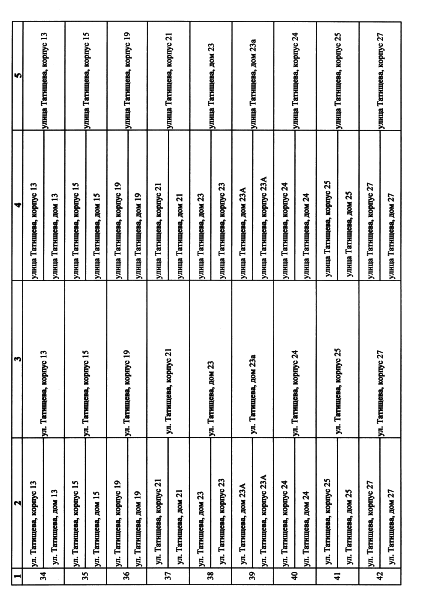 1 2 3 4 5
34 ул. Татищева, корпус 13 ул. Татищева, корпус 13 улица Татищева, корпус 13 улица Татищева, корпус 13
ул. Татищева, дом 13 улица Татищева, дом 13
35 ул. Татищева, корпус 15 ул. Татищева, корпус 15 улица Татищева, корпус 15 улица Татищева, корпус 15
ул. Татищева, дом 15 улица Татищева, дом 15
36 ул. Татищева, корпус 19 ул. Татищева, корпус 19 улица Татищева, корпус 19 улица Татищева, корпус 19
ул. Татищева, дом 19 улица Татищева, дом 19
37 ул. Татищева, корпус 21 ул. Татищева, корпус 21 улица Татищева, корпус 21 улица Татищева, корпус 21
ул. Татищева, дом 21 улица Татищева, дом 21
38 ул. Татищева, дом 23 ул. Татищева, дом 23 улица Татищева, дом 23 улица Татищева, дом 23
ул. Татищева, корпус 23 улица Татищева, корпус 23
39 ул. Татищева, дом 23А ул. Татищева, дом 23а улица Татищева, дом 23А улица Татищева, дом 23а
ул. Татищева, корпус 23А улица Татищева, корпус 23А
40 ул. Татищева, корпус 24 ул. Татищева, корпус 24 улица Татищева, корпус 24 улица Татищева, корпус 24
ул. Татищева, дом 24 улица Татищева, дом 24
41 ул. Татищева, корпус 25 ул. Татищева, корпус 25 улица Татищева, корпус 25 улица Татищева, корпус 25
ул. Татищева, дом 25 улица Татищева, дом 25
42 ул. Татищева, корпус 27 ул. Татищева, корпус 27 улица Татищева, корпус 27 улица Татищева, корпус 27
ул. Татищева, дом 27 улица Татищева, дом 27